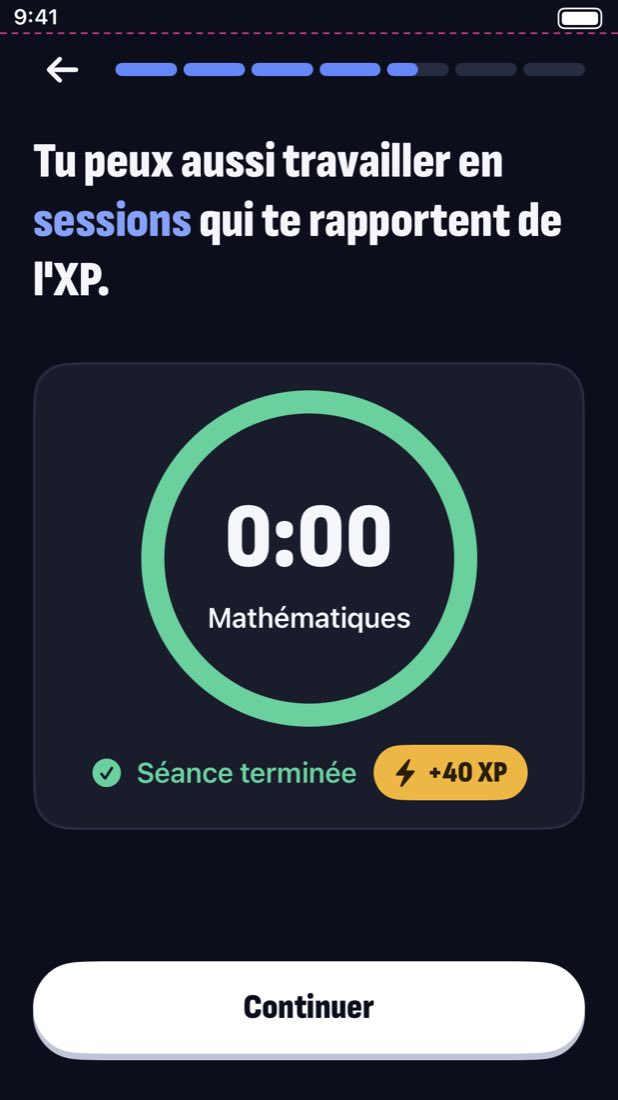 9:41
Tu peux aussi travailler en
sessions qui te rapportent de
l'XP.
0:00
Mathématiques
Séance terminée
+40 XP
Continuer